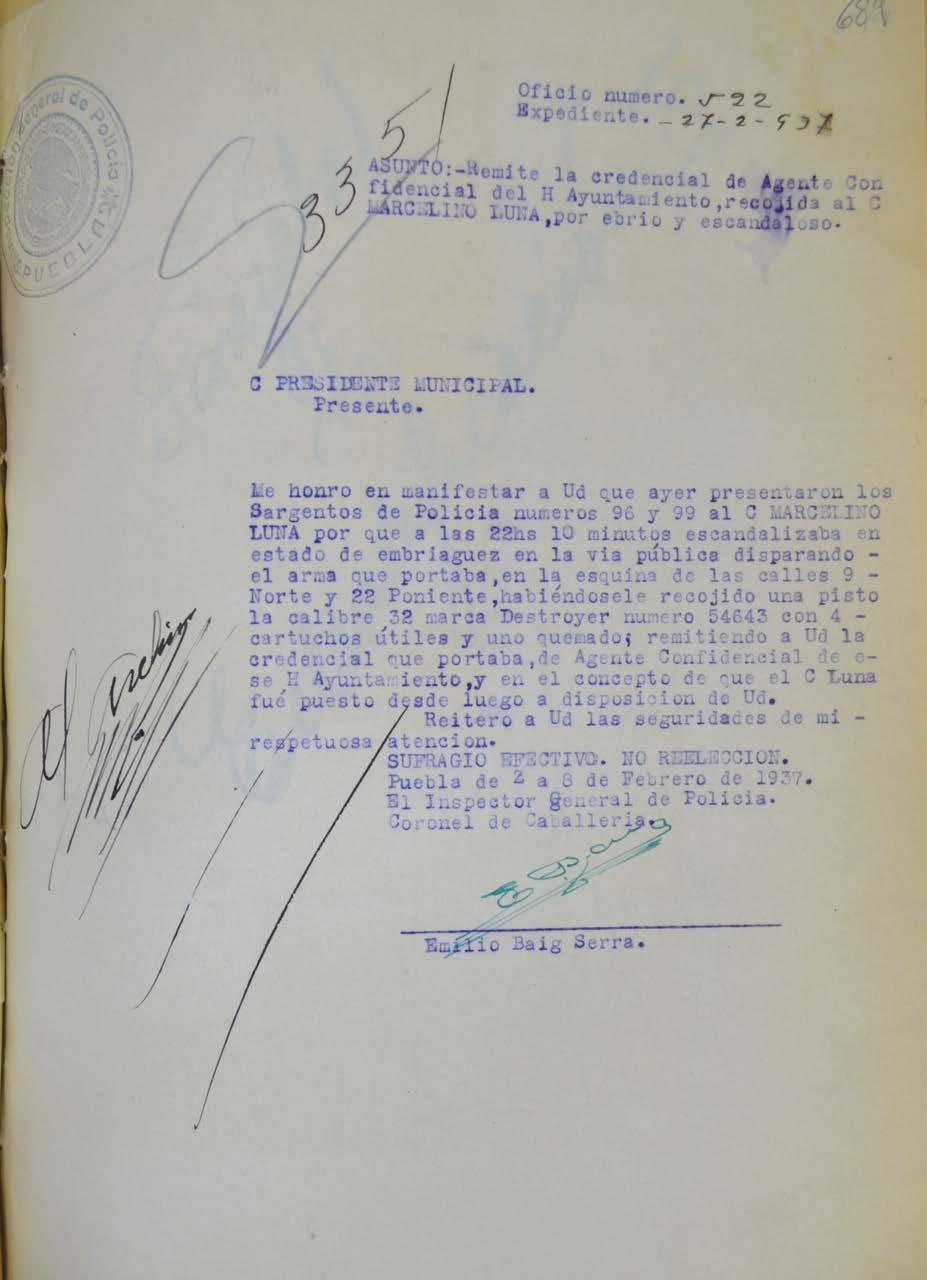 689
Oficio numero. 522
Expediente. - 27-2-937
3351
ASUNTO:-Remite la credencial de Agente Con
fidencial del H Ayuntamiento,recojida al C
MARCELINO LUNA,por ebrio y escandaloso.
General de Policia
PUEBLA
C PRESIDENTE MUNICIPAL.
Presente.
Me honro en manifestar a Ud que ayer presentaron los
Sargentos de Policia numeros 96 y 99 al C MARCELINO
LUNA por que a las 22hs 10 minutos escandalizaba en
estado de embriaguez en la via pública disparando -
el arma que portaba,en la esquina de las calles 9 -
Norte y 22 Poniente,habiéndosele recojido una pisto
la calibre 32 marca Destroyer numero 54643 con 4 -
cartuchos útiles y uno quemado; remitiendo a Ud la
credencial que portaba,de Agente Confidencial de e-
se H Ayuntamiento,y en el concepto de que el C Luna
fué puesto desde luego a disposicion de Ud.
Reitero a Ud las seguridades de mi -
respetuosa atencion.
SUFRAGIO EFECTIVO. NO REELECCION.
Puebla de Z a 8 de Febrero de 1937.
El Inspector General de Policia.
Coronel de Caballeria.
Al Archivo
Emilio Baig Serra.